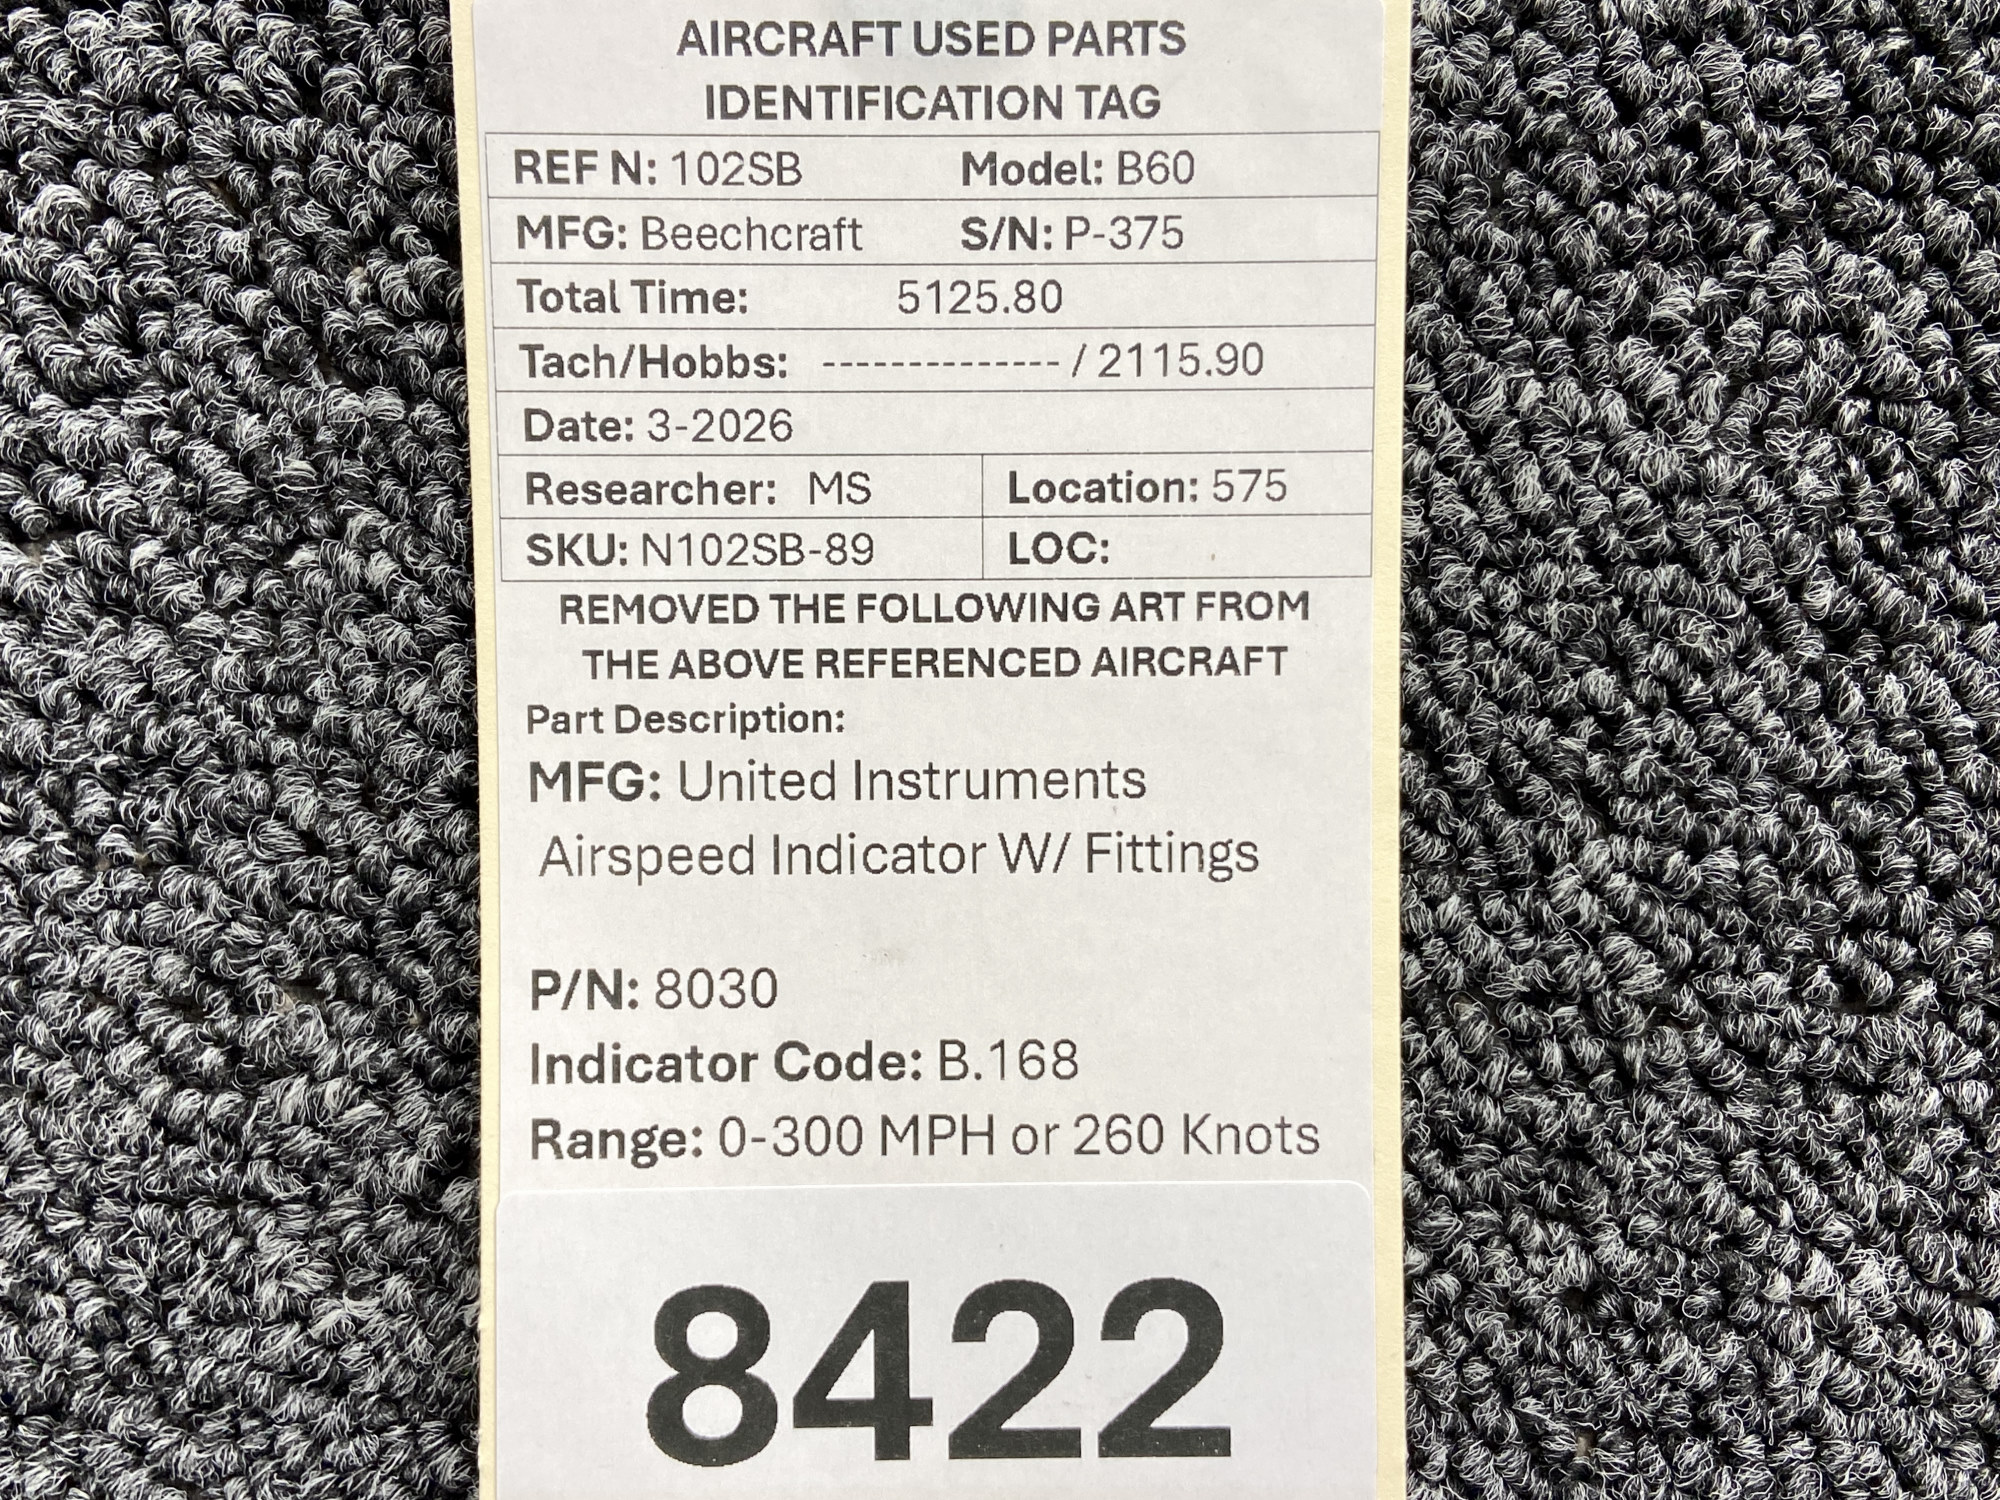 AIRCRAFT USED PARTS
IDENTIFICATION TAG
REF N: 102SB Model: B60
MFG: Beechcraft S/N: P-375
Total Time: 5125.80
Tach/Hobbs: -------------- / 2115.90
Date: 3-2026
Researcher: MS Location: 575
SKU: N102SB-89 LOC:
REMOVED THE FOLLOWING ART FROM
THE ABOVE REFERENCED AIRCRAFT
Part Description:
MFG: United Instruments
Airspeed Indicator W/ Fittings
P/N: 8030
Indicator Code: B.168
Range: 0-300 MPH or 260 Knots
8422